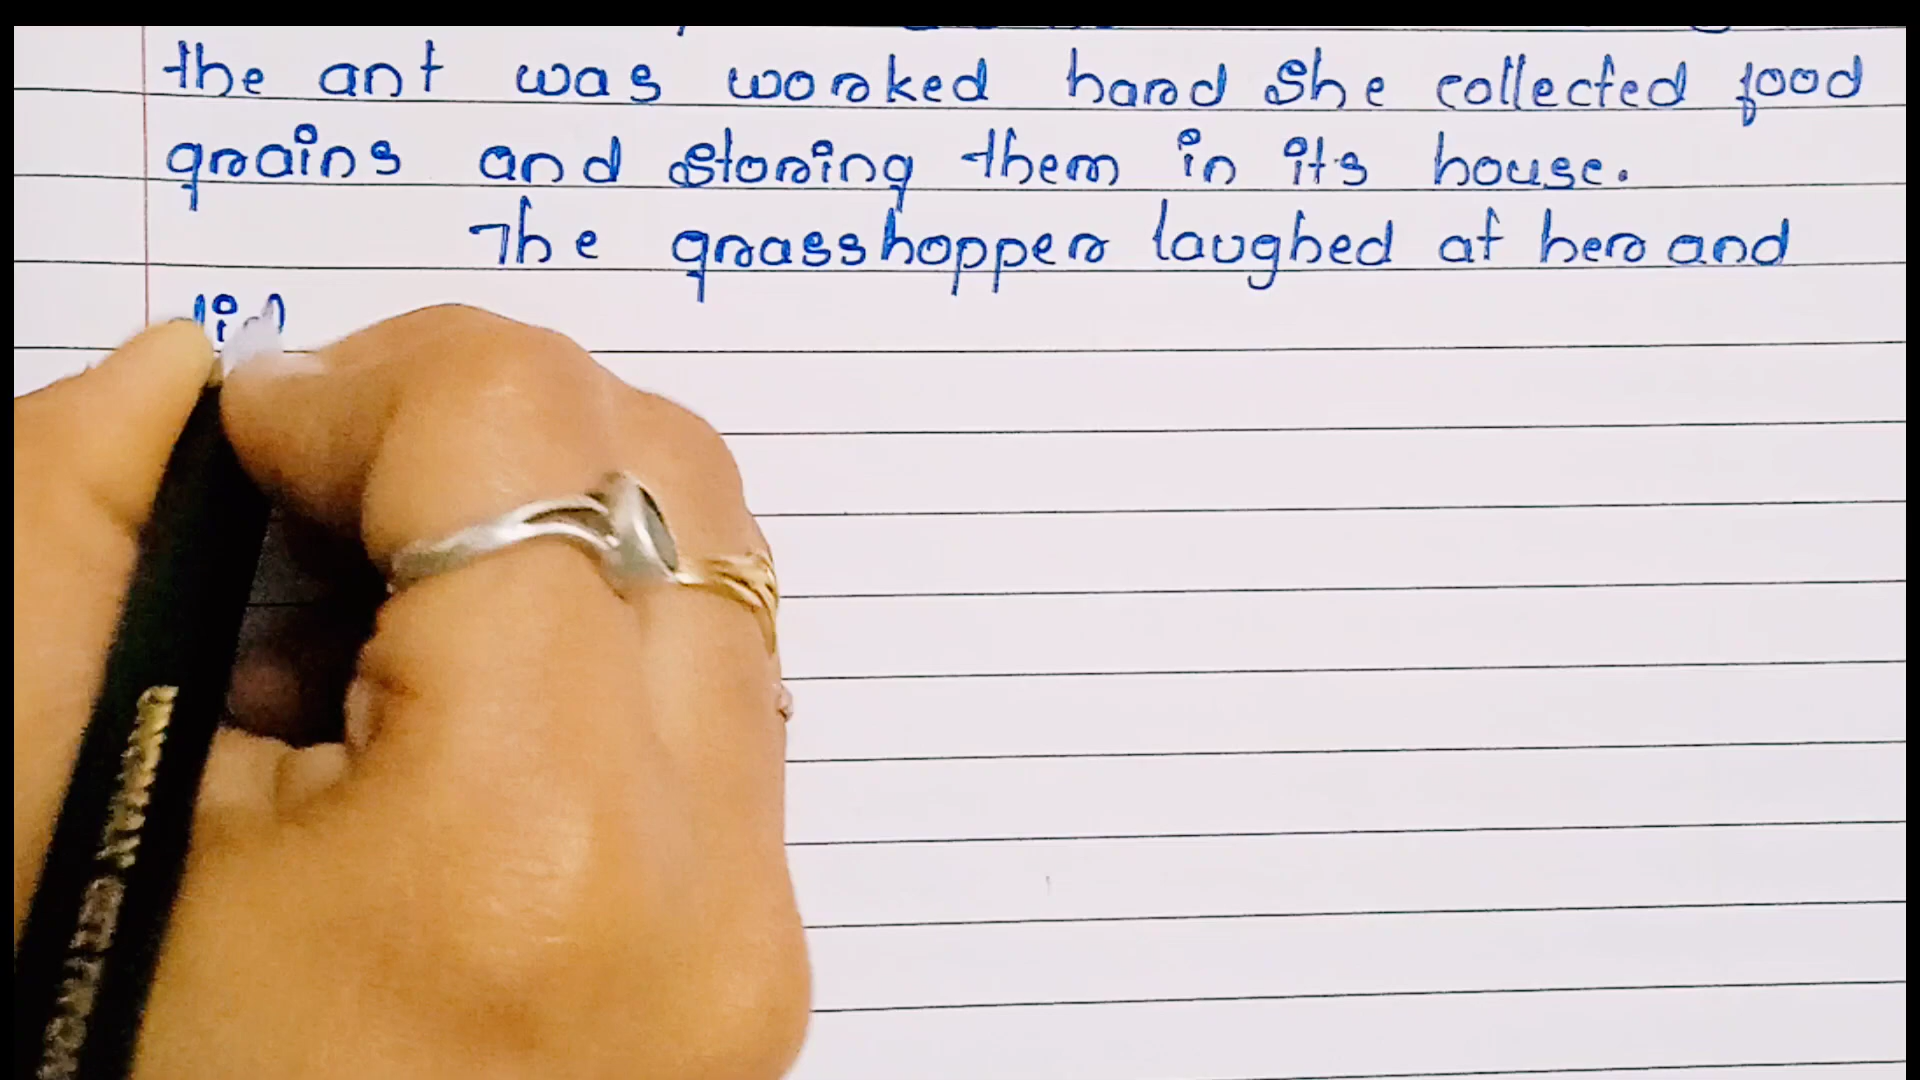 the ant was worked hard She collected food
grains and storing them in its house.
The grasshopper laughed at her and
did